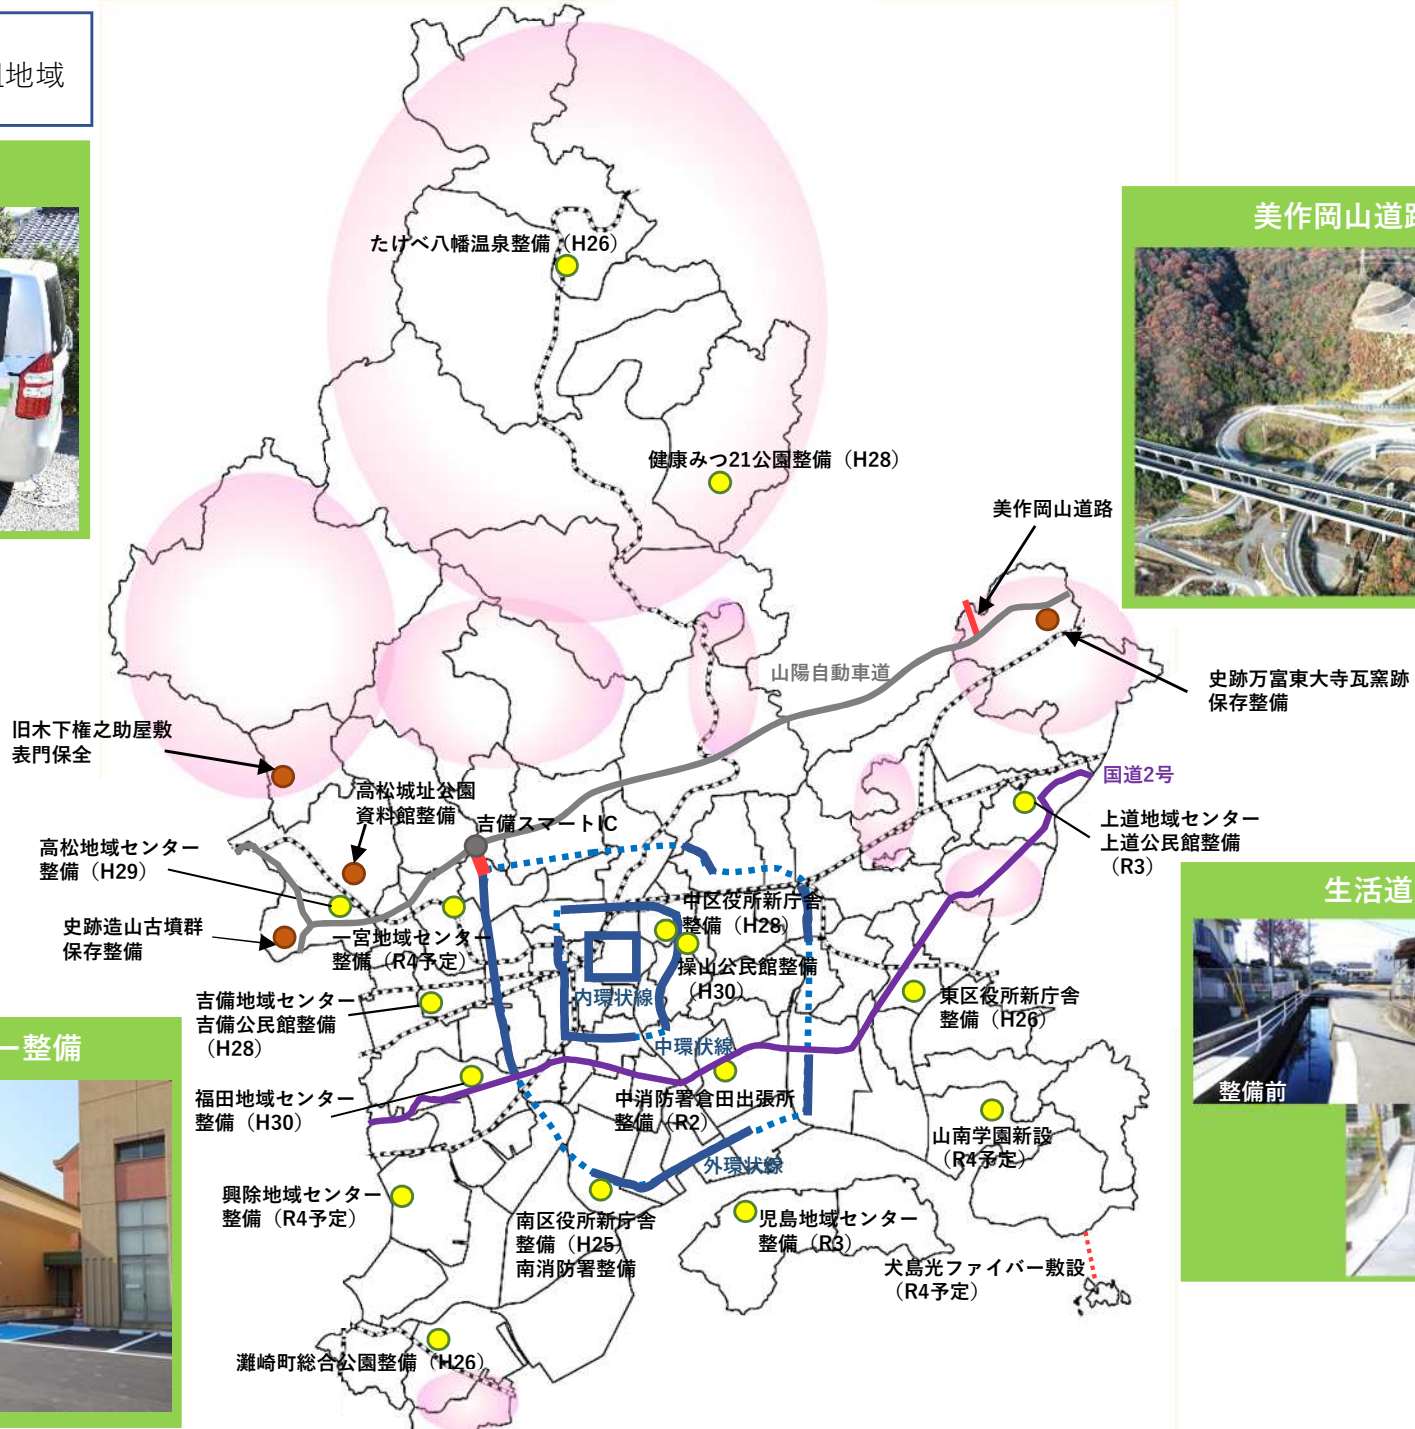 地域
美作岡山道路
たけべ八幡温泉整備（H26）
健康みつ21公園整備（H28）
美作岡山道路
山陽自動車道
史跡万富東大寺瓦窯跡
保存整備
旧木下権之助屋敷
表門保全
高松城址公園
資料館整備
吉備スマートIC
国道2号
上道地域センター
上道公民館整備
（R3）
高松地域センター
整備（H29）
史跡造山古墳群
保存整備
一宮地域センター
整備（R4予定）
中区役所新庁舎
整備（H28）
操山公民館整備
（H30）
内環状線
東区役所新庁舎
整備（H26）
吉備地域センター
吉備公民館整備
（H28）
中環状線
生活道
整備前
ー整備
福田地域センター
整備（H30）
中消防署倉田出張所
整備（R2）
山南学園新設
（R4予定）
外環状線
興除地域センター
整備（R4予定）
南区役所新庁舎
整備（H25）
南消防署整備
児島地域センター
整備（R3）
犬島光ファイバー敷設
（R4予定）
灘崎町総合公園整備（H26）